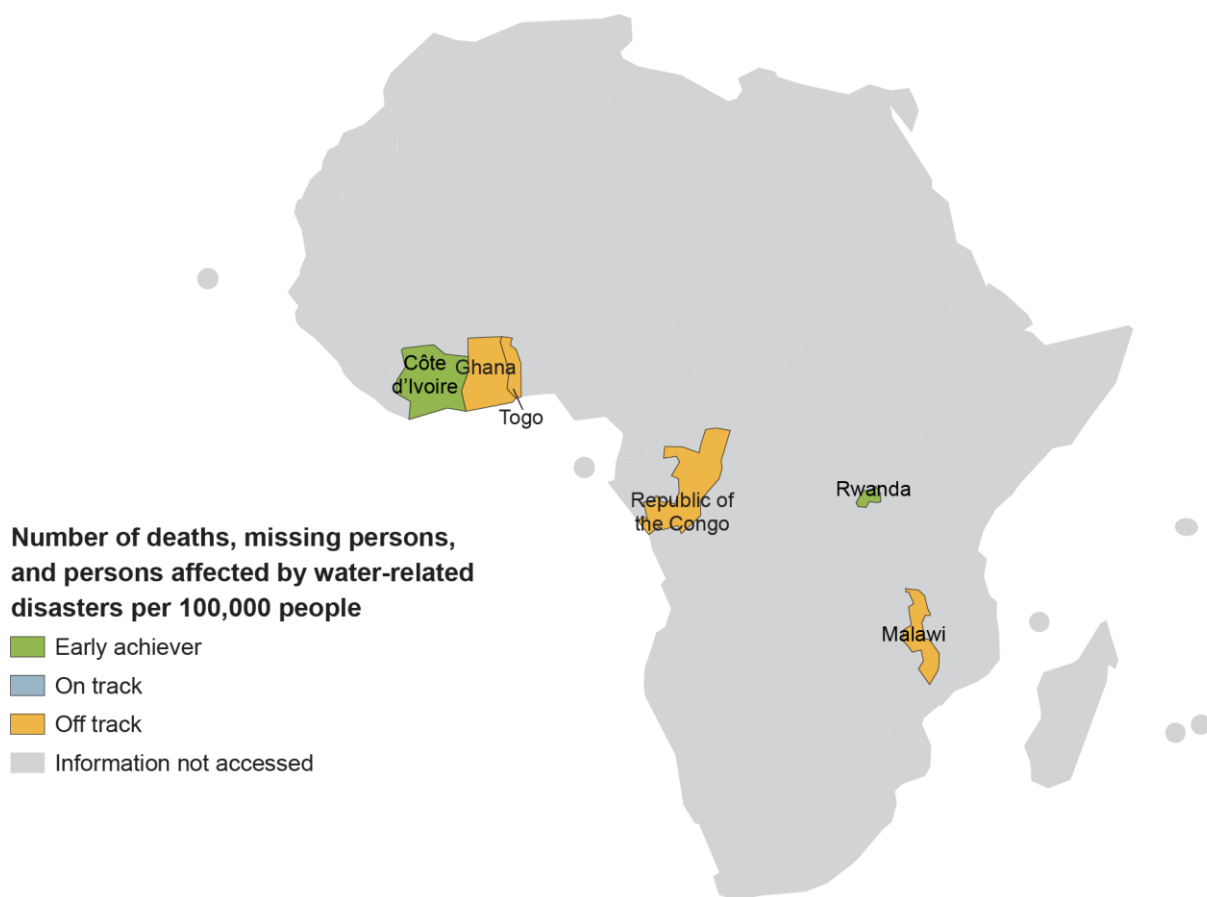 Côte
d'Ivoire
Ghana
Togo
Republic of
the Congo
Rwanda
Malawi
Number of deaths, missing persons,
and persons affected by water-related
disasters per 100,000 people
Early achiever
On track
Off track
Information not accessed